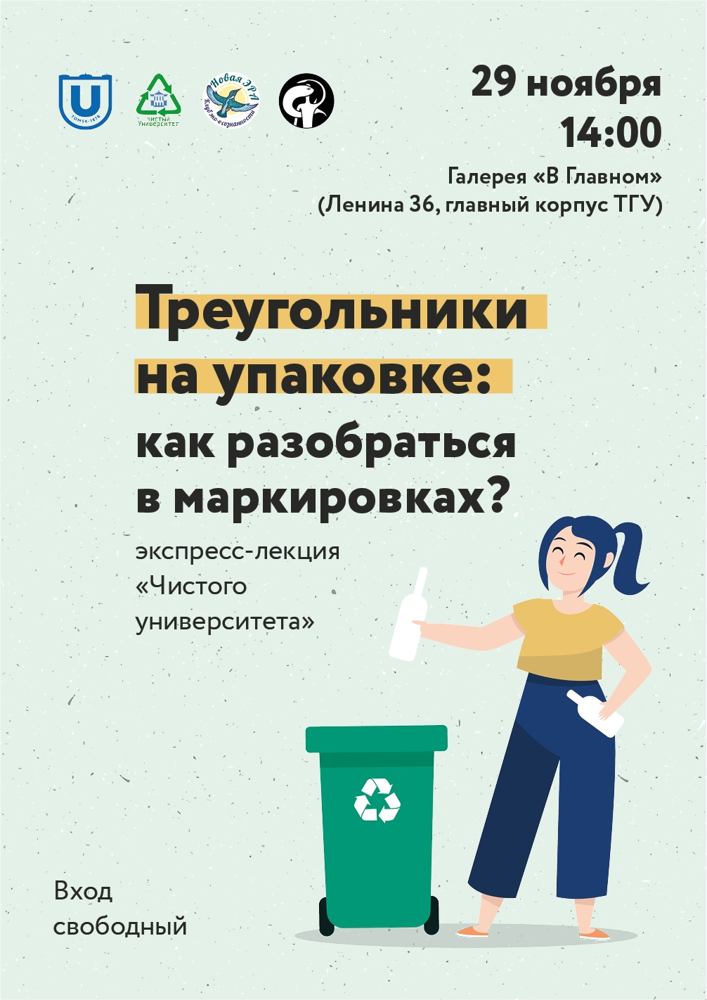 U
TOMSK·1878
Чистый
Университет
Новая ЭРА
Клуб эко-осознанности
29 ноября
14:00
Галерея «В Главном»
(Ленина 36, главный корпус ТГУ)
Треугольники
на упаковке:
как разобраться
в маркировках?
экспресс-лекция
«Чистого
университета»
Вход
свободный